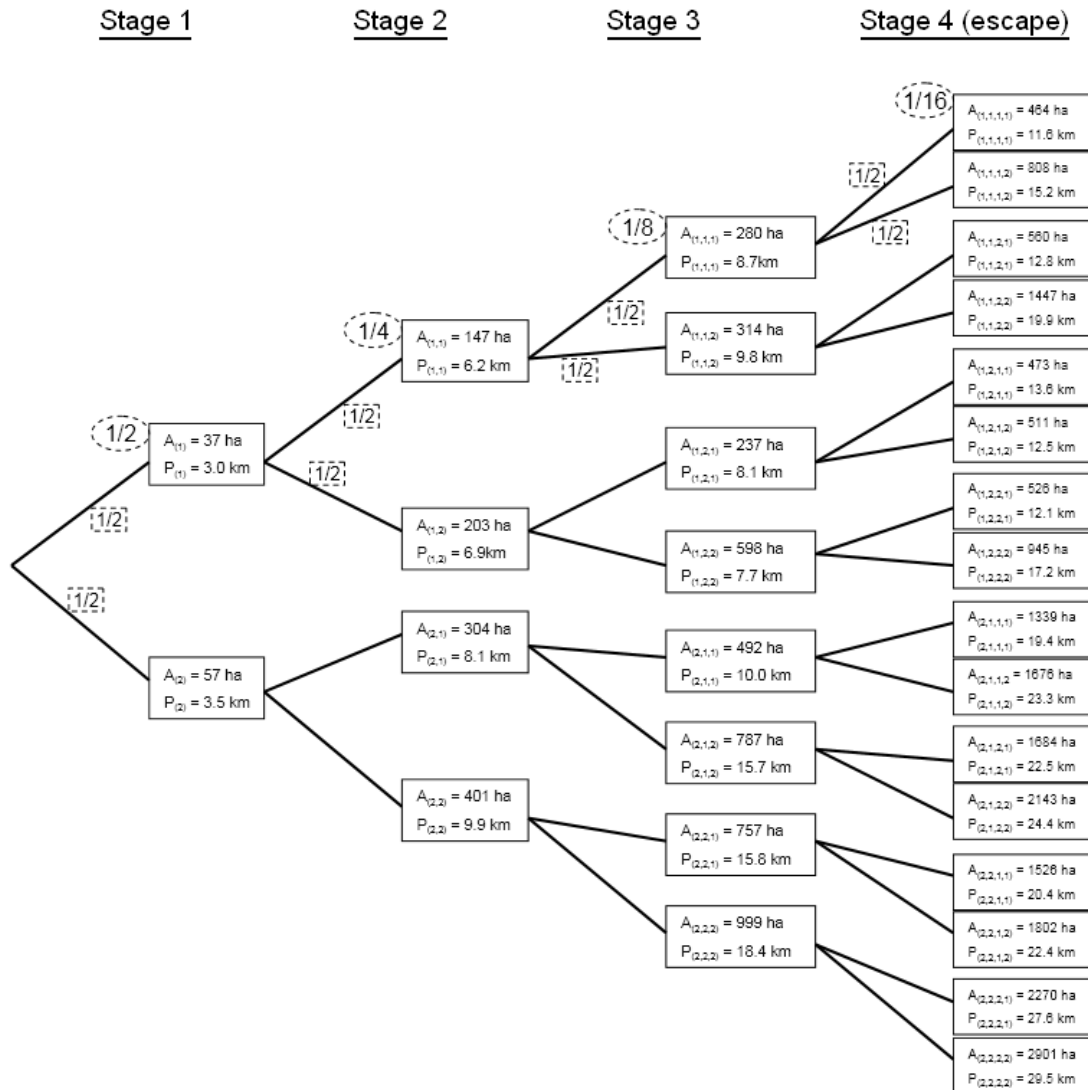 Stage 1
Stage 2
Stage 3
Stage 4 (escape)
1/2
1/2
1/2
A(1) = 37 ha
P(1) = 3.0 km
A(2) = 57 ha
P(2) = 3.5 km
1/4
1/2
1/2
A(1,1) = 147 ha
P(1,1) = 6.2 km
A(1,2) = 203 ha
P(1,2) = 6.9km
A(2,1) = 304 ha
P(2,1) = 8.1 km
A(2,2) = 401 ha
P(2,2) = 9.9 km
1/8
1/2
1/2
A(1,1,1) = 280 ha
P(1,1,1) = 8.7km
A(1,1,2) = 314 ha
P(1,1,2) = 9.8 km
A(1,2,1) = 237 ha
P(1,2,1) = 8.1 km
A(1,2,2) = 598 ha
P(1,2,2) = 7.7 km
A(2,1,1) = 492 ha
P(2,1,1) = 10.0 km
A(2,1,2) = 787 ha
P(2,1,2) = 15.7 km
A(2,2,1) = 757 ha
P(2,2,1) = 15.8 km
A(2,2,2) = 999 ha
P(2,2,2) = 18.4 km
1/16
1/2
1/2
A(1,1,1,1) = 464 ha
P(1,1,1,1) = 11.6 km
A(1,1,1,2) = 808 ha
P(1,1,1,2) = 15.2 km
A(1,1,2,1) = 560 ha
P(1,1,2,1) = 12.8 km
A(1,1,2,2) = 1447 ha
P(1,1,2,2) = 19.9 km
A(1,2,1,1) = 473 ha
P(1,2,1,1) = 13.6 km
A(1,2,1,2) = 511 ha
P(1,2,1,2) = 12.5 km
A(1,2,2,1) = 526 ha
P(1,2,2,1) = 12.1 km
A(1,2,2,2) = 945 ha
P(1,2,2,2) = 17.2 km
A(2,1,1,1) = 1339 ha
P(2,1,1,1) = 19.4 km
A(2,1,1,2 = 1676 ha
P(2,1,1,2) = 23.3 km
A(2,1,2,1) = 1684 ha
P(2,1,2,1) = 22.5 km
A(2,1,2,2) = 2143 ha
P(2,1,2,2) = 24.4 km
A(2,2,1,1) = 1526 ha
P(2,2,1,1) = 20.4 km
A(2,2,1,2) = 1802 ha
P(2,2,1,2) = 22.4 km
A(2,2,2,1) = 2270 ha
P(2,2,2,1) = 27.6 km
A(2,2,2,2) = 2901 ha
P(2,2,2,2) = 29.5 km